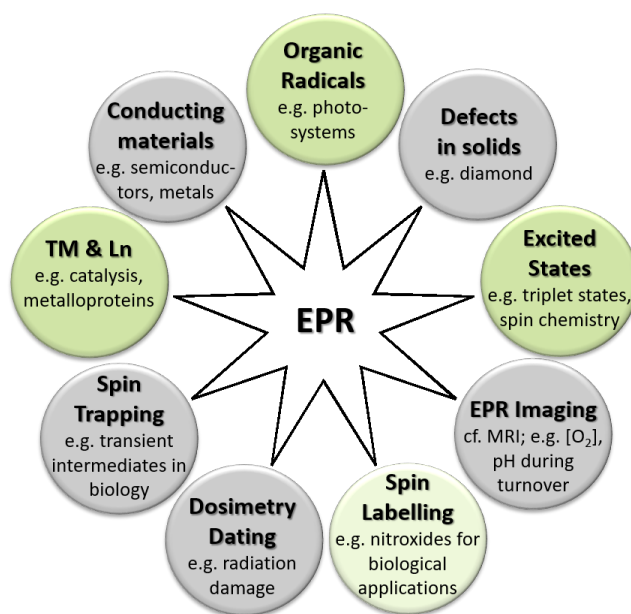 Organic
Radicals
e.g. photo-
systems
Defects
in solids
e.g. diamond
Excited
States
e.g. triplet states,
spin chemistry
EPR Imaging
cf. MRI; e.g. [O₂],
pH during
turnover
Spin
Labelling
e.g. nitroxides for
biological
applications
Dosimetry
Dating
e.g. radiation
damage
Spin
Trapping
e.g. transient
intermediates in
biology
TM & Ln
e.g. catalysis,
metalloproteins
Conducting
materials
e.g. semiconduc-
tors, metals
EPR